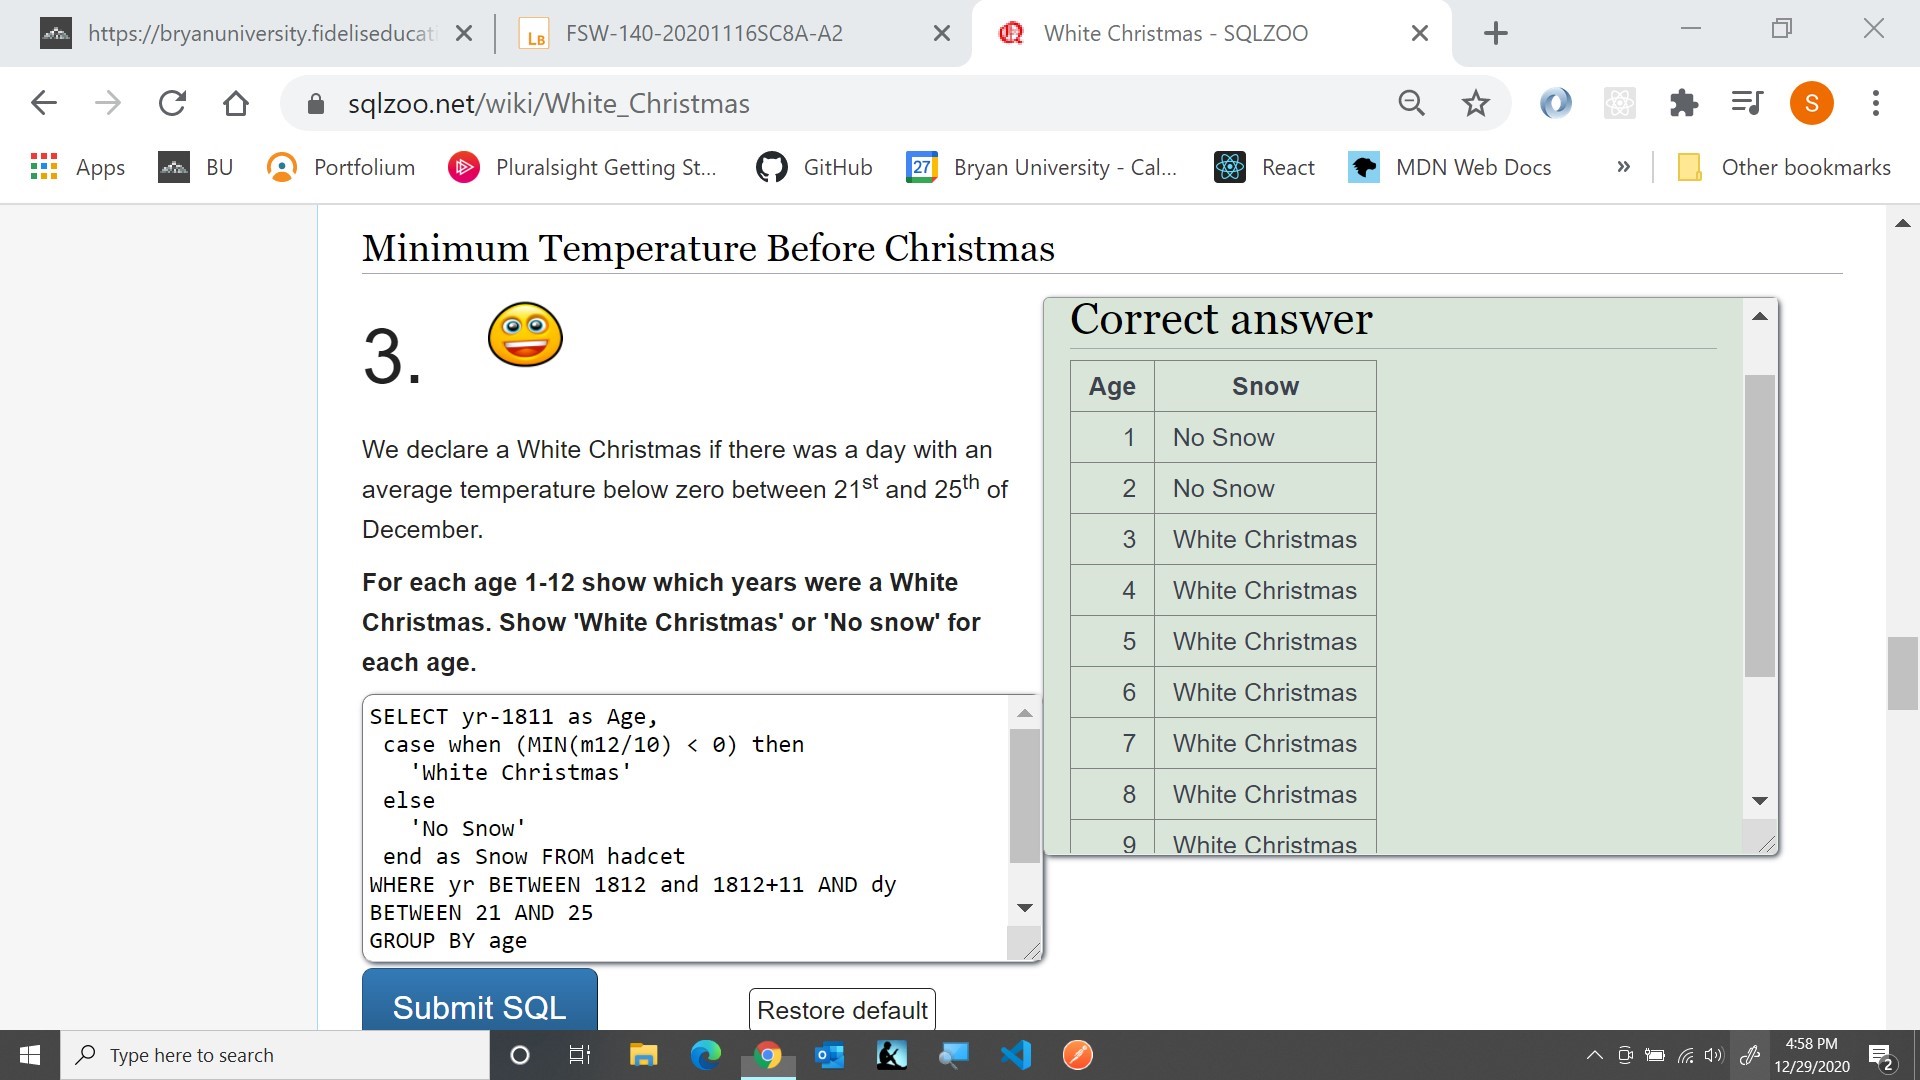 https://bryanuniversity.fideliseducati
LB
FSW-140-20201116SC8A-A2
White Christmas - SQLZOO
sqlzoo.net/wiki/White_Christmas
S
Apps
BU
Portfolium
Pluralsight Getting St...
GitHub
27
Bryan University - Cal...
React
MDN Web Docs
»
Other bookmarks
Minimum Temperature Before Christmas
3.
We declare a White Christmas if there was a day with an
average temperature below zero between 21st and 25th of
December.
For each age 1-12 show which years were a White
Christmas. Show 'White Christmas' or 'No snow' for
each age.
SELECT yr-1811 as Age,
case when (MIN(m12/10) < 0) then
'White Christmas'
else
'No Snow'
end as Snow FROM hadcet
WHERE yr BETWEEN 1812 and 1812+11 AND dy
BETWEEN 21 AND 25
GROUP BY age
Submit SQL
Restore default
Correct answer
Age Snow
1 No Snow
2 No Snow
3 White Christmas
4 White Christmas
5 White Christmas
6 White Christmas
7 White Christmas
8 White Christmas
9 White Christmas
Type here to search
4:58 PM
12/29/2020
2